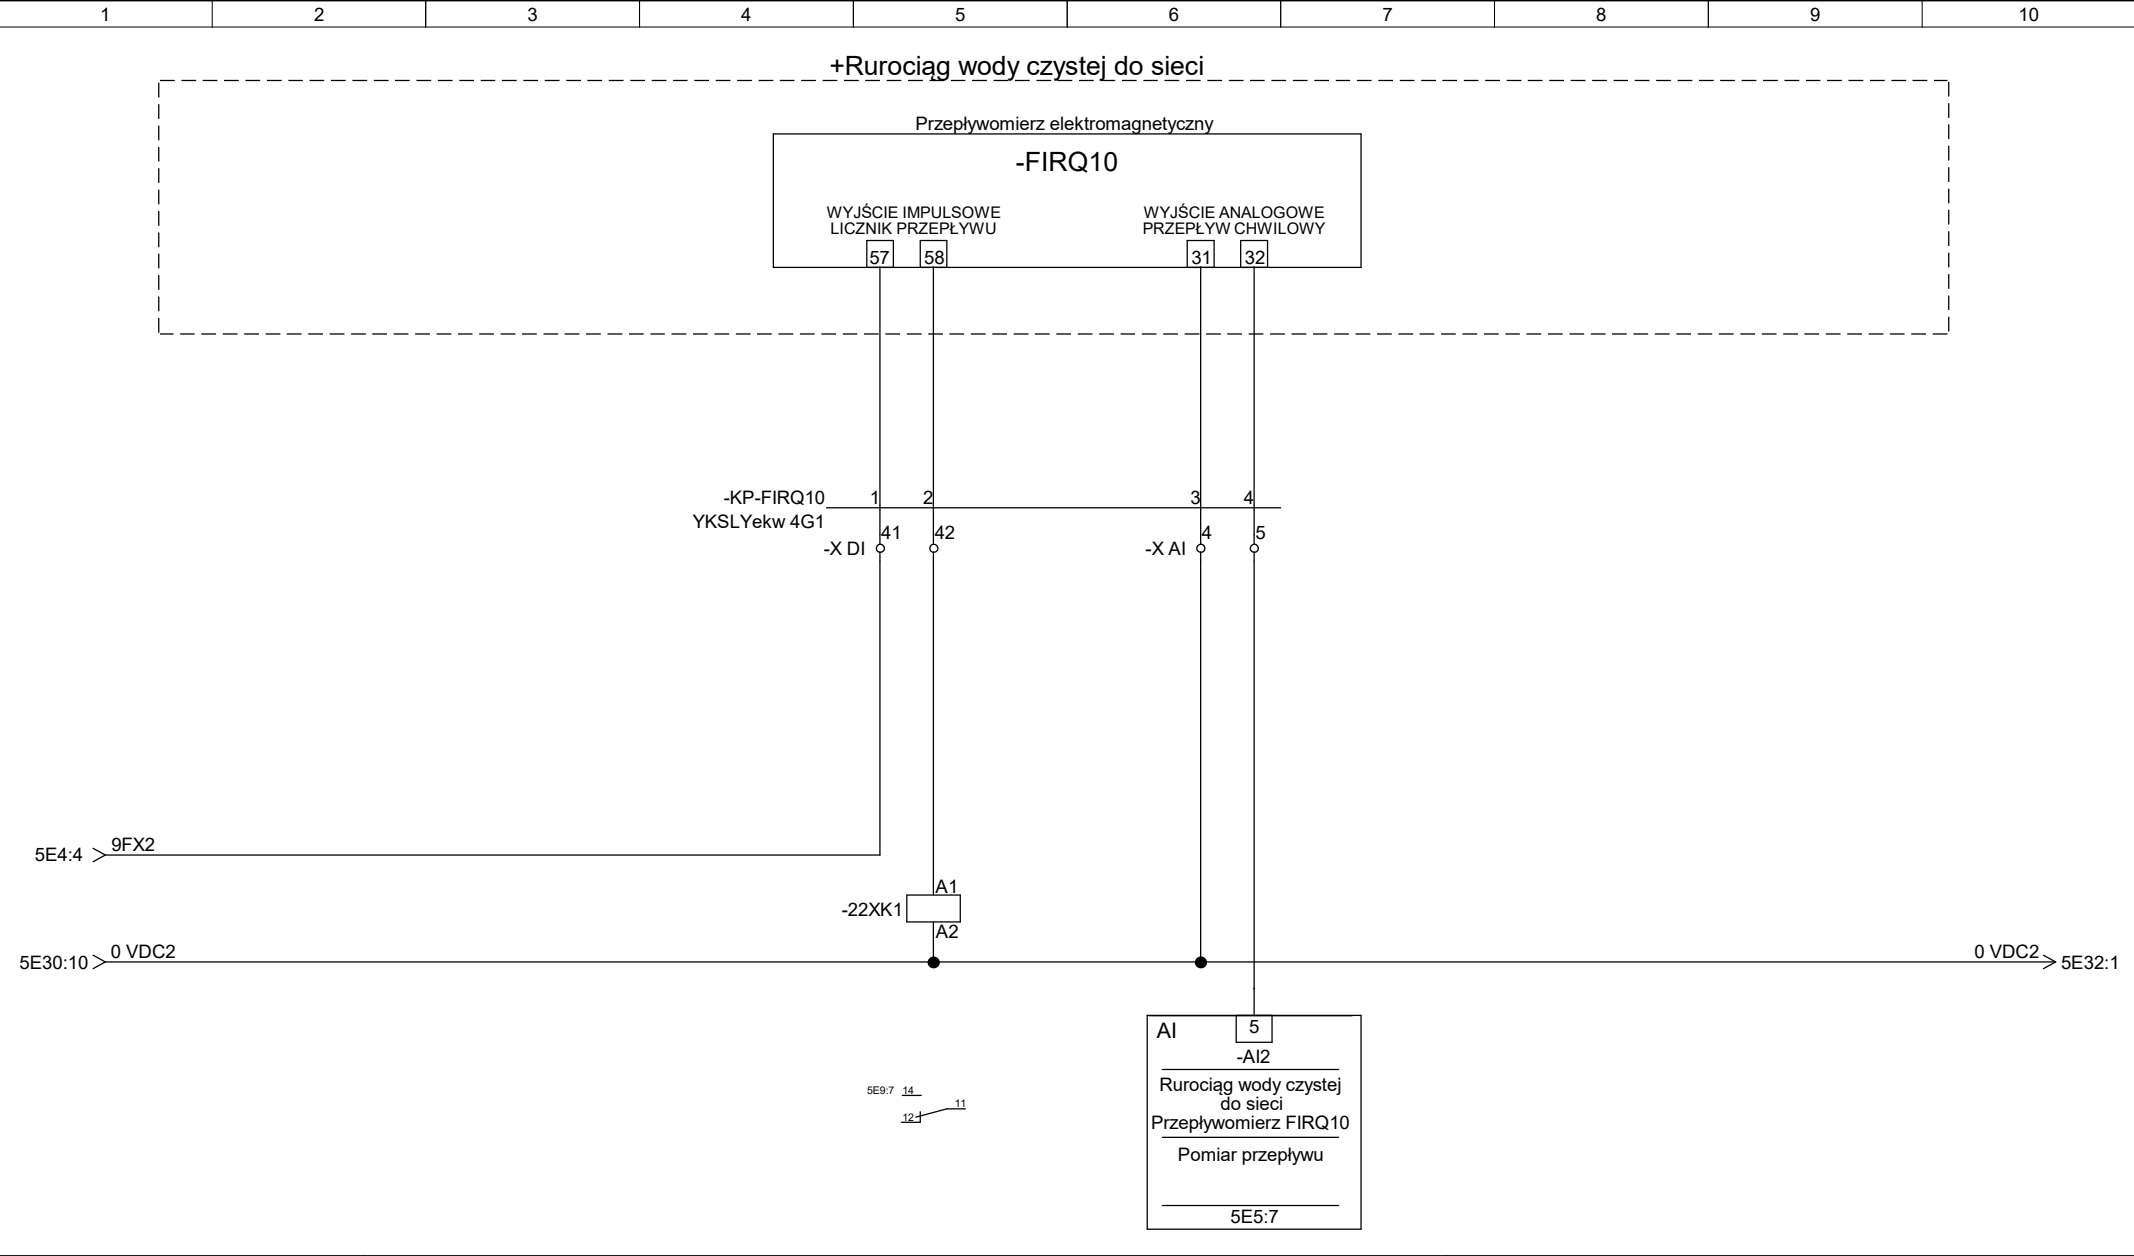 1 2 3 4 5 6 7 8 9 10
+Rurociąg wody czystej do sieci
Przepływomierz elektromagnetyczny
-FIRQ10
WYJŚCIE IMPULSOWE
LICZNIK PRZEPŁYWU
WYJŚCIE ANALOGOWE
PRZEPŁYW CHWILOWY
57 58 31 32
-KP-FIRQ10 1 2 3 4
YKSLYekw 4G1
41 42 4 5
-X DI -X AI
9FX2
5E4:4
A1
-22XK1
A2
0 VDC2 0 VDC2
5E30:10 5E32:1
AI 5
-AI2
Rurociąg wody czystej
do sieci
Przepływomierz FIRQ10
Pomiar przepływu
5E5:7
5E9:7 14
11
12